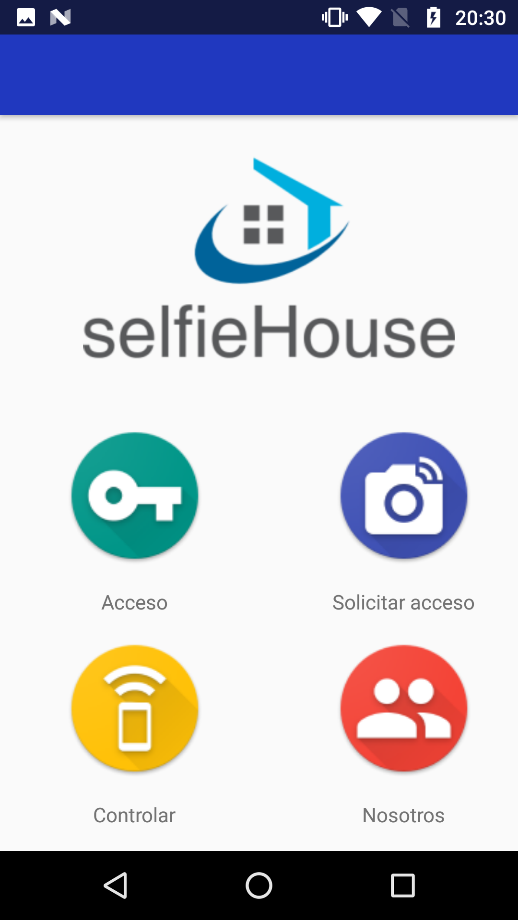 20:30
selfieHouse
Acceso
Solicitar acceso
Controlar
Nosotros